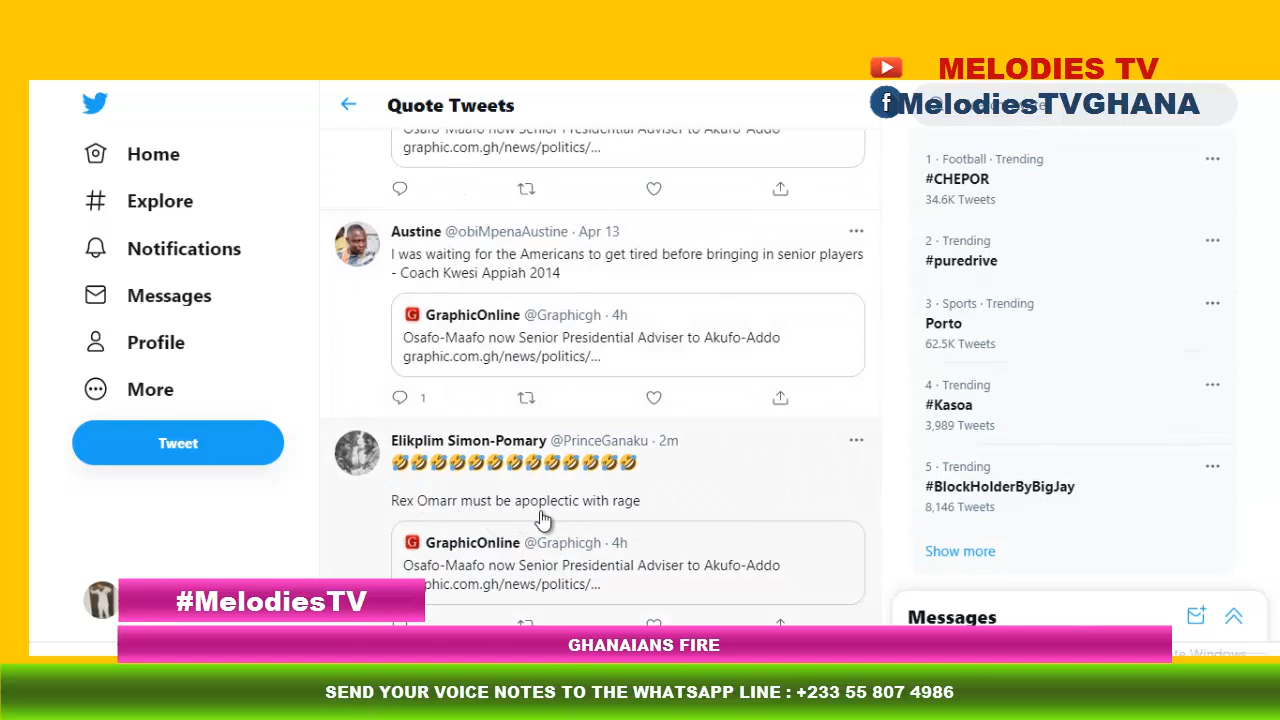 MELODIES TV
MelodiesTVGHANA
Home
Explore
Notifications
Messages
Profile
More
Tweet
Quote Tweets
Osafo-Maafo now Senior Presidential Adviser to Akufo-Addo
graphic.com.gh/news/politics/...
Austine @obiMpenaAustine · Apr 13
I was waiting for the Americans to get tired before bringing in senior players
- Coach Kwesi Appiah 2014
G GraphicOnline @Graphicgh · 4h
Osafo-Maafo now Senior Presidential Adviser to Akufo-Addo
graphic.com.gh/news/politics/...
1
Elikplim Simon-Pomary @PrinceGanaku · 2m
🤣🤣🤣🤣🤣🤣🤣🤣🤣🤣🤣🤣🤣
Rex Omarr must be apoplectic with rage
G GraphicOnline @Graphicgh · 4h
Osafo-Maafo now Senior Presidential Adviser to Akufo-Addo
graphic.com.gh/news/politics/...
1 · Football · Trending
#CHEPOR
34.6K Tweets
2 · Trending
#puredrive
3 · Sports · Trending
Porto
62.5K Tweets
4 · Trending
#Kasoa
3,989 Tweets
5 · Trending
#BlockHolderByBigJay
8,146 Tweets
Show more
Messages
#MelodiesTV
GHANAIANS FIRE
SEND YOUR VOICE NOTES TO THE WHATSAPP LINE : +233 55 807 4986